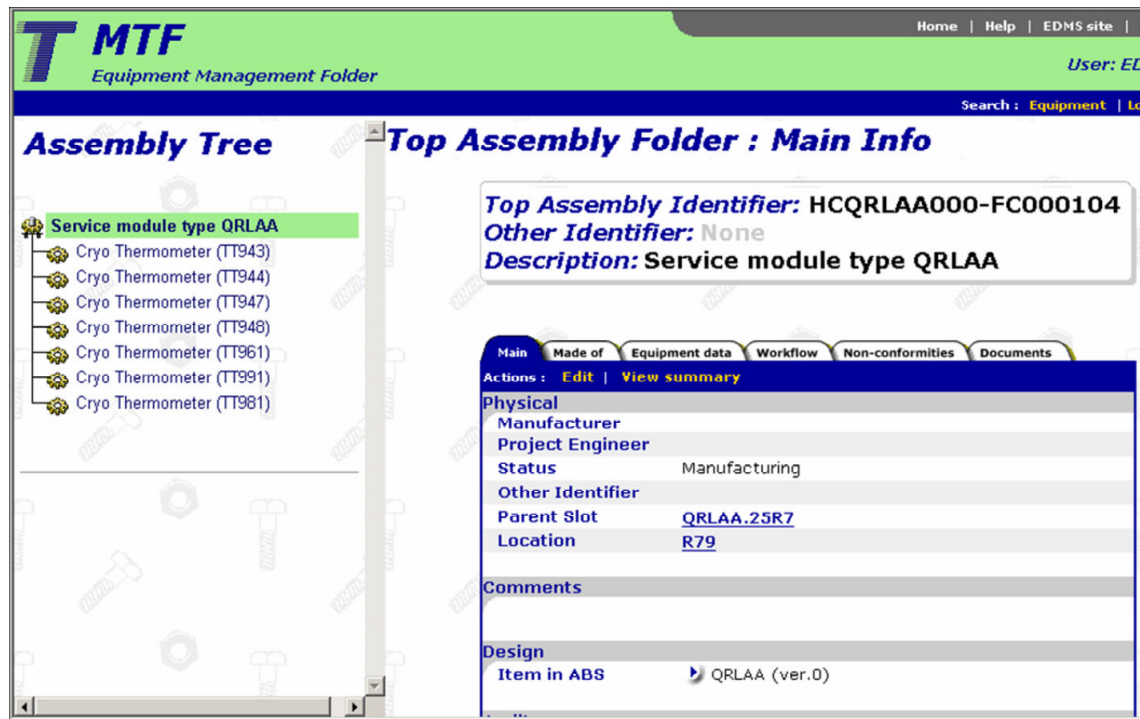 T MTF
Equipment Management Folder
Home | Help | EDMS site |
User:
Search : Equipment |
Assembly Tree
Service module type QRLAA
Cryo Thermometer (TT943)
Cryo Thermometer (TT944)
Cryo Thermometer (TT947)
Cryo Thermometer (TT948)
Cryo Thermometer (TT961)
Cryo Thermometer (TT991)
Cryo Thermometer (TT981)
Top Assembly Folder : Main Info
Top Assembly Identifier: HCQRLAA000-FC000104
Other Identifier: None
Description: Service module type QRLAA
Main Made of Equipment data Workflow Non-conformities Documents
Actions : Edit | View summary
Physical
Manufacturer
Project Engineer
Status Manufacturing
Other Identifier
Parent Slot QRLAA.25R7
Location R79
Comments
Design
Item in ABS QRLAA (ver.0)